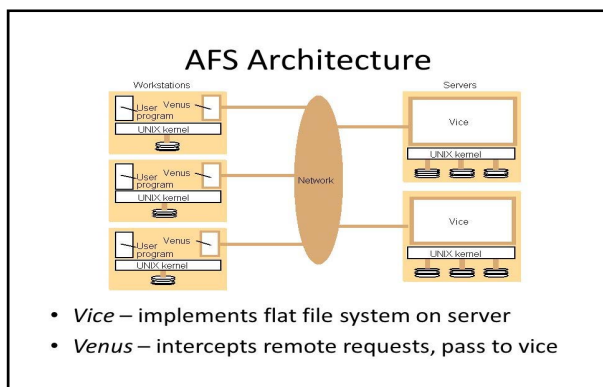 AFS Architecture
Workstations
Servers
User program
Venus
UNIX kernel
User program
Venus
UNIX kernel
User program
Venus
UNIX kernel
Network
Vice
UNIX kernel
Vice
UNIX kernel
• Vice – implements flat file system on server
• Venus – intercepts remote requests, pass to vice